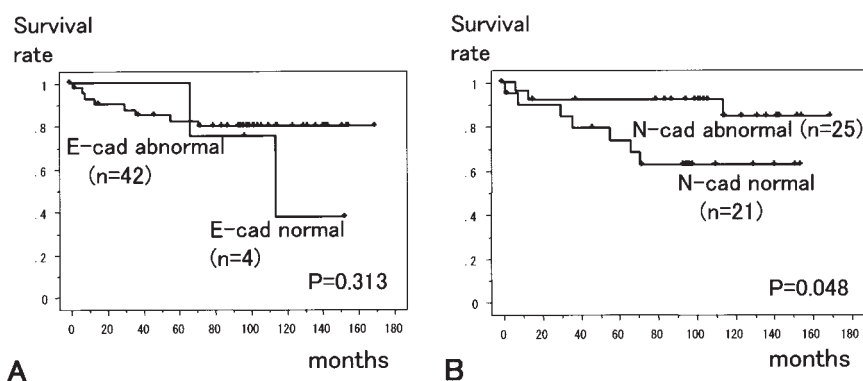 Survival
rate
1
.8
.6
.4
.2
0
E-cad abnormal
(n=42)
E-cad normal
(n=4)
P=0.313
0 20 40 60 80 100 120 140 160 180
months
A
Survival
rate
1
.8
.6
.4
.2
0
N-cad abnormal (n=25)
N-cad normal
(n=21)
P=0.048
0 20 40 60 80 100 120 140 160 180
months
B